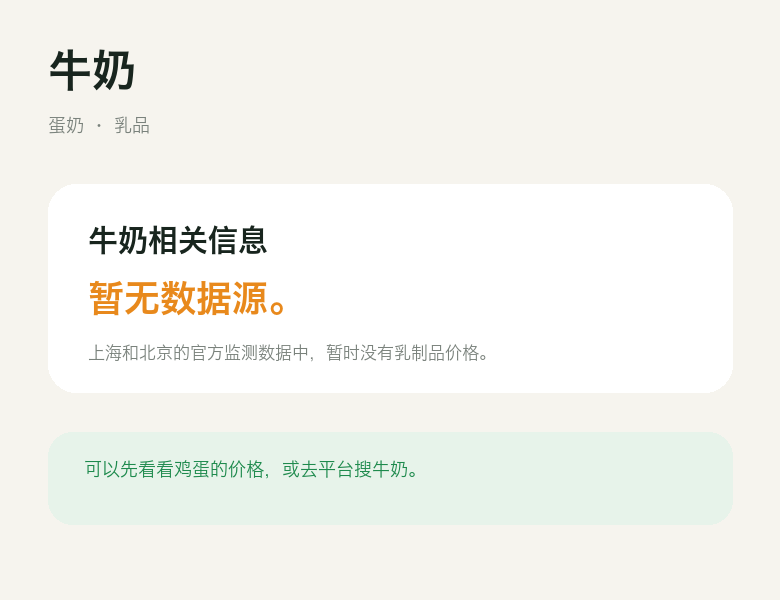 牛奶
蛋奶 · 乳品
牛奶相关信息
暂无数据源。
上海和北京的官方监测数据中，暂时没有乳制品价格。
可以先看看鸡蛋的价格，或去平台搜牛奶。